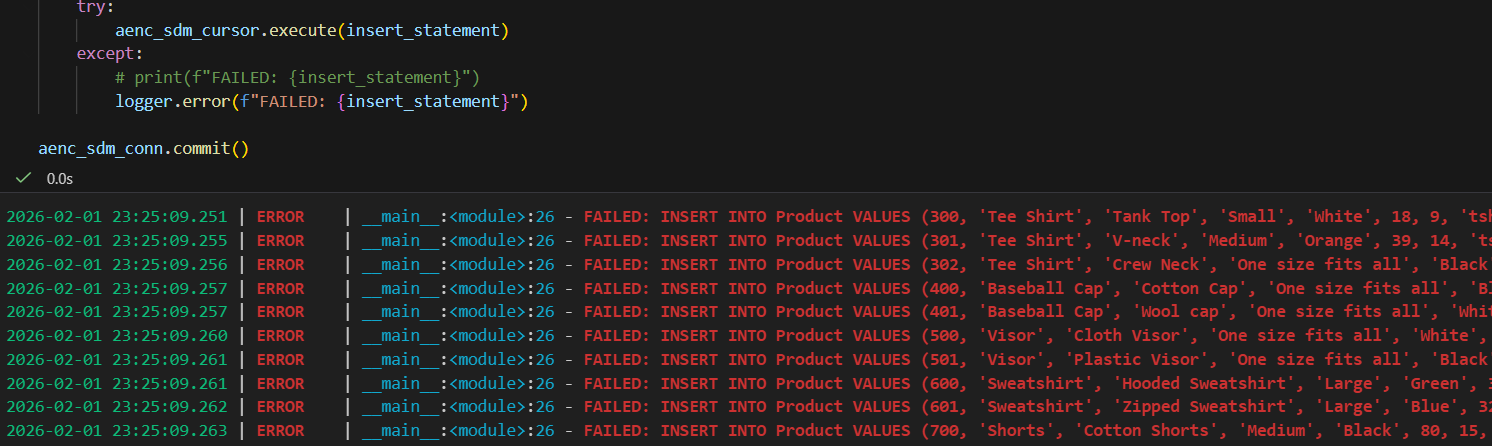 try:
aenc_sdm_cursor.execute(insert_statement)
except:
# print(f"FAILED: {insert_statement}")
logger.error(f"FAILED: {insert_statement}")
aenc_sdm_conn.commit()
0.0s
2026-02-01 23:25:09.251 | ERROR    | __main__:<module>:26 - FAILED: INSERT INTO Product VALUES (300, 'Tee Shirt', 'Tank Top', 'Small', 'White', 18, 9, 'tsh
2026-02-01 23:25:09.255 | ERROR    | __main__:<module>:26 - FAILED: INSERT INTO Product VALUES (301, 'Tee Shirt', 'V-neck', 'Medium', 'Orange', 39, 14, 'ts
2026-02-01 23:25:09.256 | ERROR    | __main__:<module>:26 - FAILED: INSERT INTO Product VALUES (302, 'Tee Shirt', 'Crew Neck', 'One size fits all', 'Black
2026-02-01 23:25:09.257 | ERROR    | __main__:<module>:26 - FAILED: INSERT INTO Product VALUES (400, 'Baseball Cap', 'Cotton Cap', 'One size fits all', 'Bl
2026-02-01 23:25:09.257 | ERROR    | __main__:<module>:26 - FAILED: INSERT INTO Product VALUES (401, 'Baseball Cap', 'Wool cap', 'One size fits all', 'Whit
2026-02-01 23:25:09.260 | ERROR    | __main__:<module>:26 - FAILED: INSERT INTO Product VALUES (500, 'Visor', 'Cloth Visor', 'One size fits all', 'White',
2026-02-01 23:25:09.261 | ERROR    | __main__:<module>:26 - FAILED: INSERT INTO Product VALUES (501, 'Visor', 'Plastic Visor', 'One size fits all', 'Black
2026-02-01 23:25:09.261 | ERROR    | __main__:<module>:26 - FAILED: INSERT INTO Product VALUES (600, 'Sweatshirt', 'Hooded Sweatshirt', 'Large', 'Green', 3
2026-02-01 23:25:09.262 | ERROR    | __main__:<module>:26 - FAILED: INSERT INTO Product VALUES (601, 'Sweatshirt', 'Zipped Sweatshirt', 'Large', 'Blue', 32
2026-02-01 23:25:09.263 | ERROR    | __main__:<module>:26 - FAILED: INSERT INTO Product VALUES (700, 'Shorts', 'Cotton Shorts', 'Medium', 'Black', 80, 15,